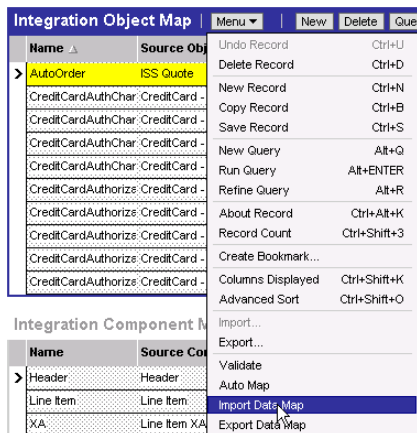 Integration Object Map | Menu | New Delete
Name Source Obj
AutoOrder ISS Quote
CreditCardAuthChar CreditCard -
CreditCardAuthChar CreditCard -
CreditCardAuthChar CreditCard -
CreditCardAuthChar CreditCard -
CreditCardAuthoriza CreditCard -
CreditCardAuthoriza CreditCard -
CreditCardAuthoriza CreditCard -
CreditCardAuthoriza CreditCard -
CreditCardAuthoriza CreditCard -
Undo Record Ctrl+U
Delete Record Ctrl+D
New Record Ctrl+N
Copy Record Ctrl+B
Save Record Ctrl+S
New Query Alt+Q
Run Query Alt+ENTER
Refine Query Alt+R
About Record Ctrl+Alt+K
Record Count Ctrl+Shift+3
Create Bookmark...
Columns Displayed Ctrl+Shift+K
Advanced Sort Ctrl+Shift+O
Import...
Export...
Validate
Auto Map
Import Data Map
Export Data Map
Integration Component M
Name Source Co
Header Header
Line Item Line Item
XA Line Item XA